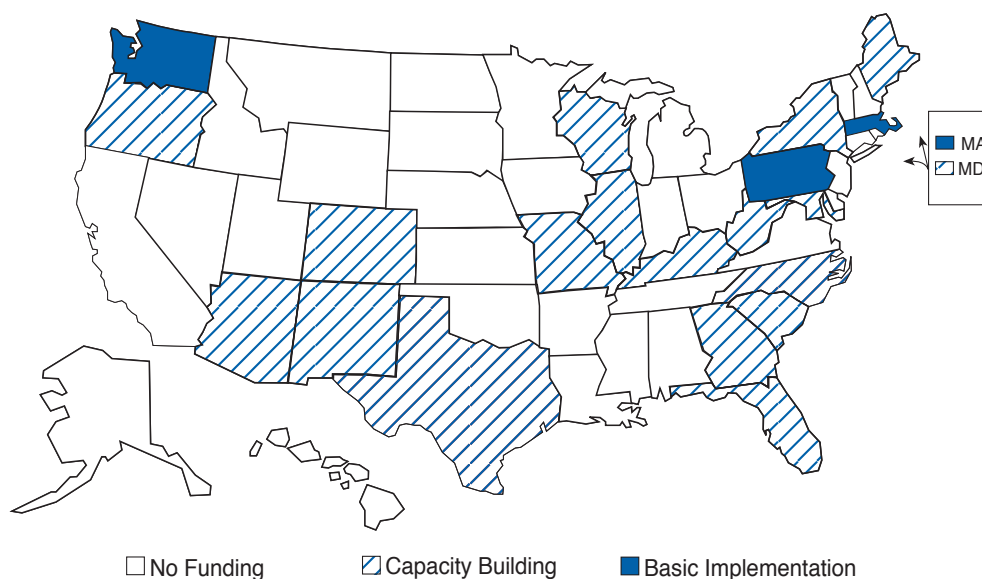 MA
MD
No Funding
Capacity Building
Basic Implementation